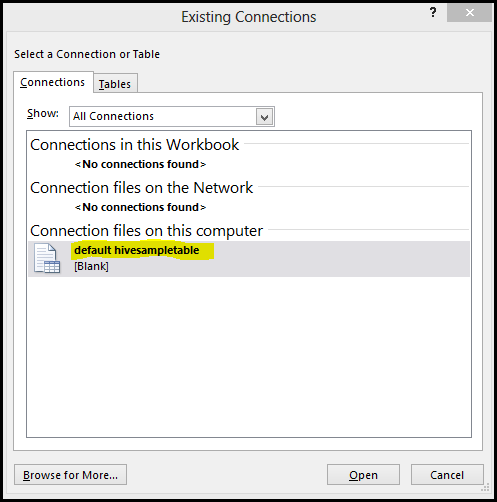 Existing Connections
?
Select a Connection or Table
Connections
Tables
Show:
All Connections
Connections in this Workbook
<No connections found>
Connection files on the Network
<No connections found>
Connection files on this computer
default hivesampletable
[Blank]
Browse for More...
Open
Cancel